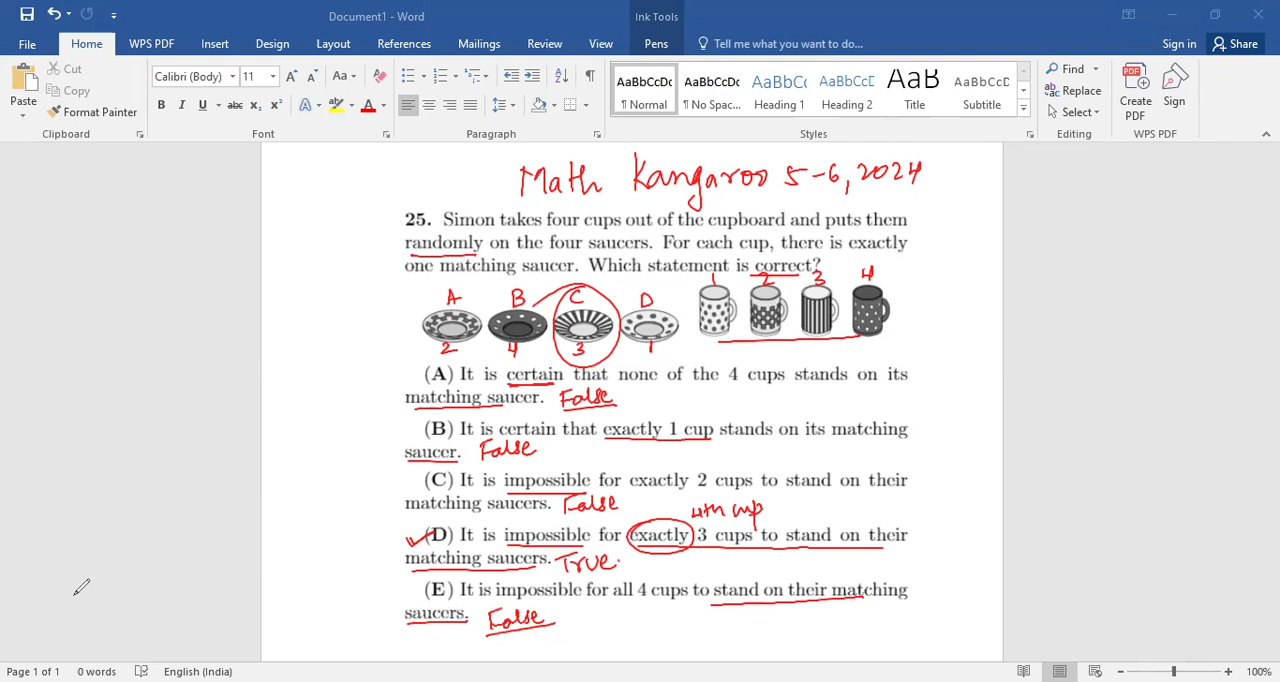 Document1 - Word
Ink Tools
File Home WPS PDF Insert Design Layout References Mailings Review View Pens Tell me what you want to do... Sign in Share
Paste Cut Copy Format Painter
Clipboard
Calibri (Body) 11 Aa
B I U abc x₂ x² A A
Font
Paragraph
AaBbCcDc AaBbCcDc AaBbCc AaBbCcD AaB AaBbCcD
¶ Normal ¶ No Spac... Heading 1 Heading 2 Title Subtitle
Styles
Find Replace Select
Editing
Create PDF Sign
WPS PDF
Math Kangaroo 5-6, 2024
25. Simon takes four cups out of the cupboard and puts them
randomly on the four saucers. For each cup, there is exactly
one matching saucer. Which statement is correct?
A B C D 1 2 3 4
2 4 3 1
(A) It is certain that none of the 4 cups stands on its
matching saucer. False
(B) It is certain that exactly 1 cup stands on its matching
saucer. False
(C) It is impossible for exactly 2 cups to stand on their
matching saucers. False
4th cup
(D) It is impossible for exactly 3 cups to stand on their
matching saucers. True.
(E) It is impossible for all 4 cups to stand on their matching
saucers. False
Page 1 of 1 0 words English (India) 100%